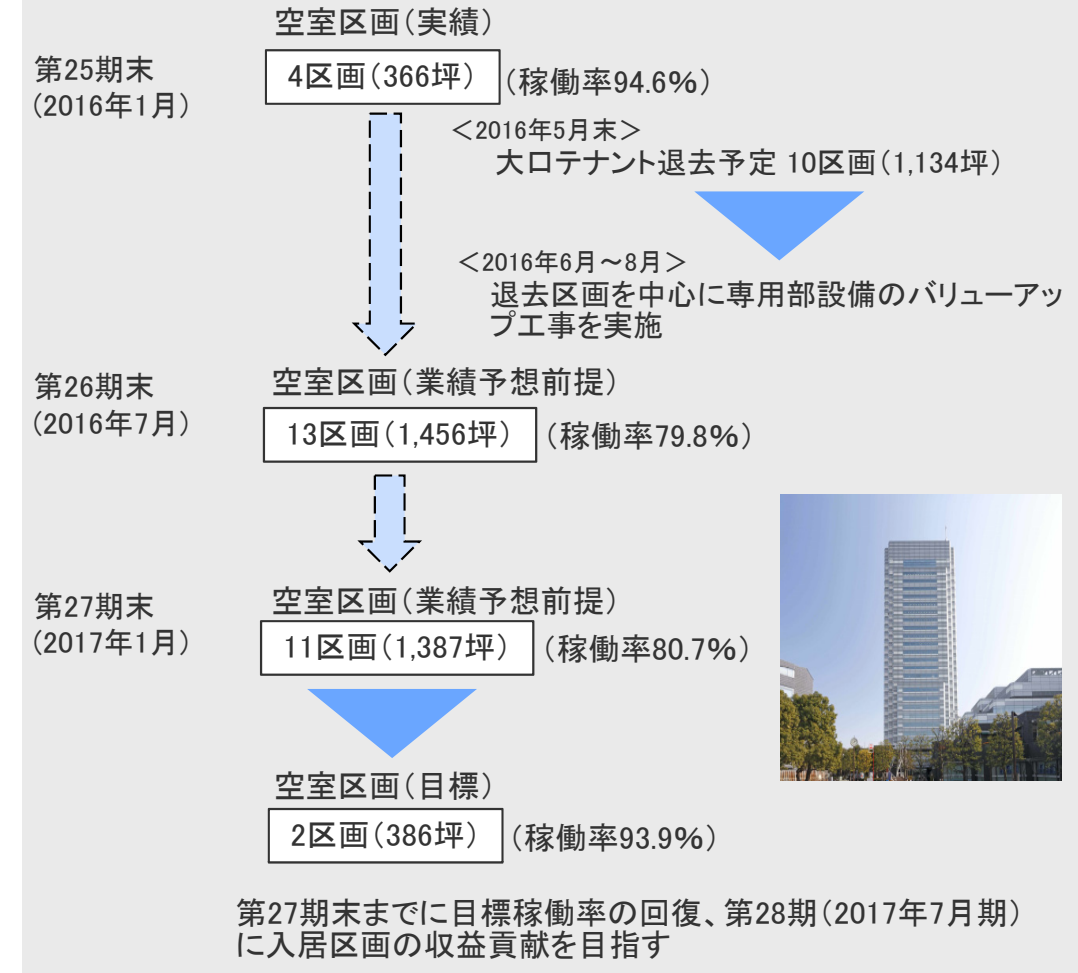 空室区画(実績)
第25期末
(2016年1月)
4区画(366坪)
(稼働率94.6%)
<2016年5月末>
大口テナント退去予定 10区画(1,134坪)
<2016年6月～8月>
退去区画を中心に専用部設備のバリューアッ
プ工事を実施
第26期末
(2016年7月)
空室区画(業績予想前提)
13区画(1,456坪)
(稼働率79.8%)
第27期末
(2017年1月)
空室区画(業績予想前提)
11区画(1,387坪)
(稼働率80.7%)
空室区画(目標)
2区画(386坪)
(稼働率93.9%)
第27期末までに目標稼働率の回復、第28期(2017年7月期)
に入居区画の収益貢献を目指す